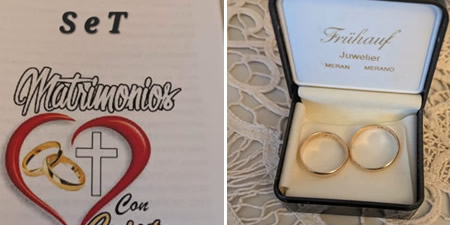 SeT
Matrimonios
Con
Frühauf
Juwelier
MERAN MERANO